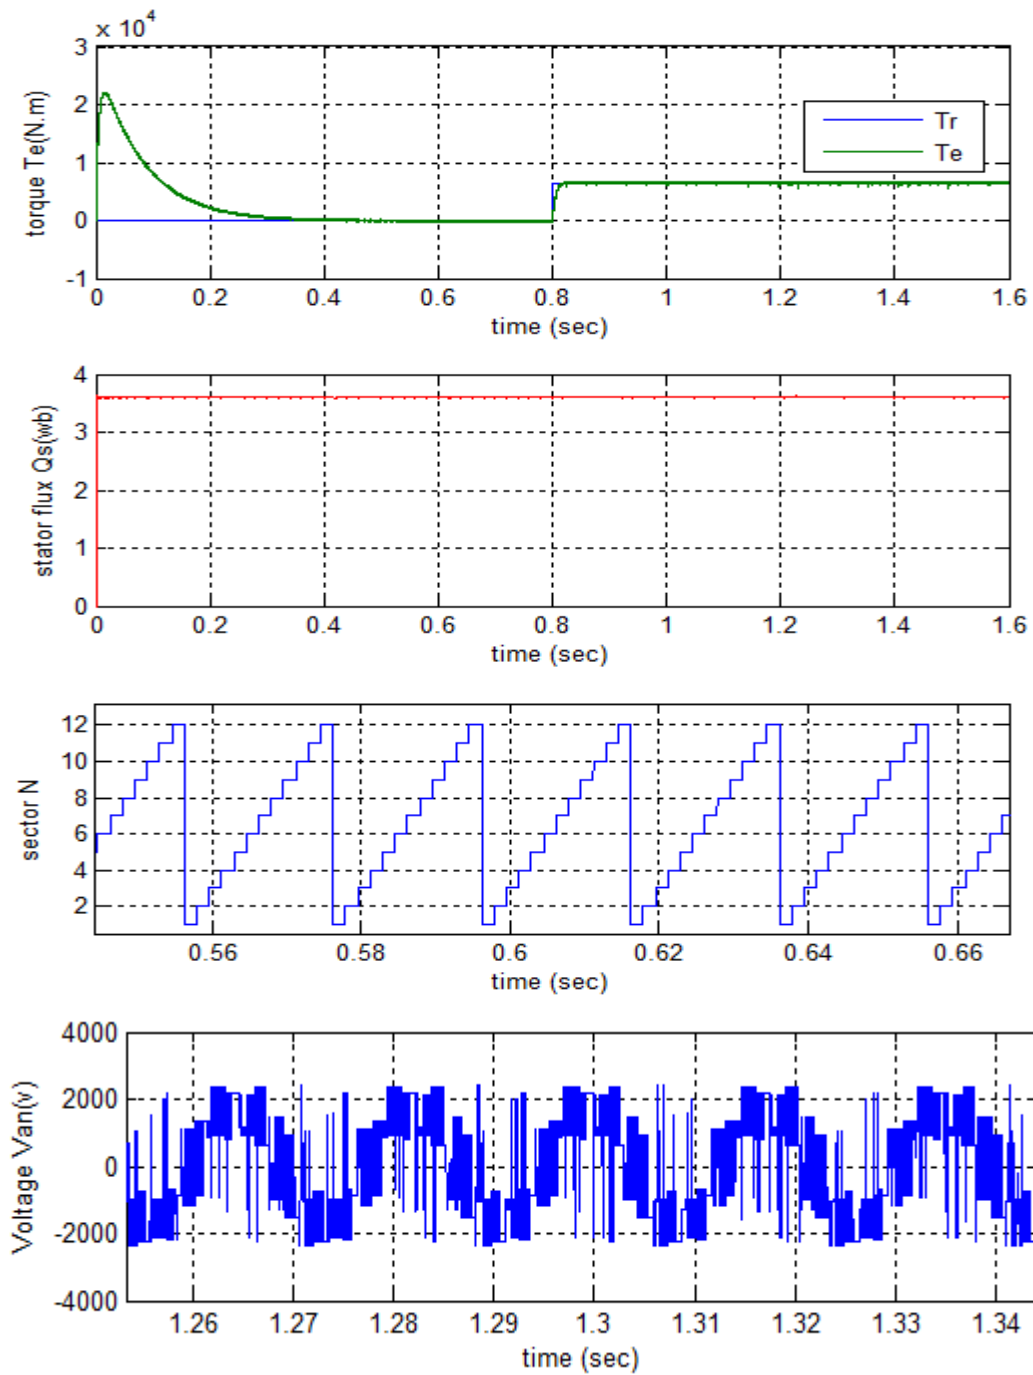 x 10^4
3
2
1
0
-1
torque Te(N.m)
Tr
Te
0 0.2 0.4 0.6 0.8 1 1.2 1.4 1.6
time (sec)
4
3
2
1
0
stator flux Qs(wb)
0 0.2 0.4 0.6 0.8 1 1.2 1.4 1.6
time (sec)
12
10
8
6
4
2
sector N
0.56 0.58 0.6 0.62 0.64 0.66
time (sec)
4000
2000
0
-2000
-4000
Voltage Van(v)
1.26 1.27 1.28 1.29 1.3 1.31 1.32 1.33 1.34
time (sec)